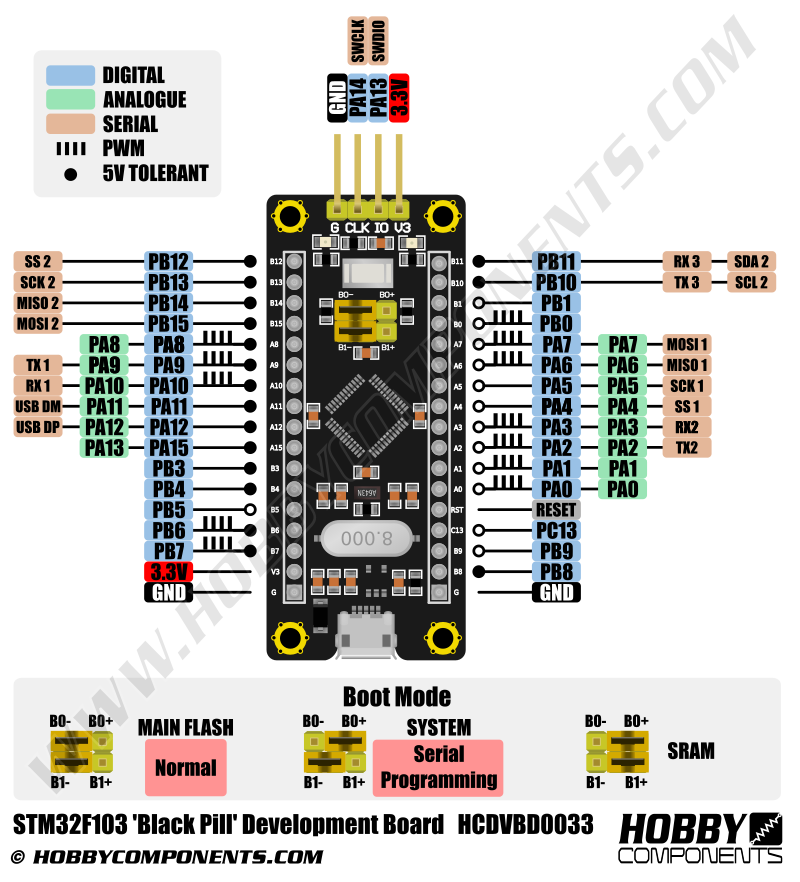 SWCLK SWDIO
GND PA14 PA13 3.3V
DIGITAL
ANALOGUE
SERIAL
PWM
5V TOLERANT
G CLK IO V3
SS 2 PB12 B12 B11 PB11 RX 3 SDA 2
SCK 2 PB13 B13 B10 PB10 TX 3 SCL 2
MISO 2 PB14 B14 B1 PB1
MOSI 2 PB15 B15 B0 PB0
PA8 PA8 A8 A7 PA7 PA7 MOSI 1
TX 1 PA9 PA9 A9 A6 PA6 PA6 MISO 1
RX 1 PA10 PA10 A10 A5 PA5 PA5 SCK 1
USB DM PA11 PA11 A11 A4 PA4 PA4 SS 1
USB DP PA12 PA12 A12 A3 PA3 PA3 RX2
PA13 PA15 A15 A2 PA2 PA2 TX2
PB3 B3 A1 PA1 PA1
PB4 B4 A0 PA0 PA0
PB5 B5 RST RESET
PB6 B6 C13 PC13
PB7 B7 B9 PB9
3.3V V3 B8 PB8
GND G G GND
B0- B0+
B1- B1+
A643N
8.000
Boot Mode
B0- B0+ MAIN FLASH B0- B0+ SYSTEM B0- B0+
Normal Serial Programming SRAM
B1- B1+ B1- B1+ B1- B1+
STM32F103 'Black Pill' Development Board HCDVBD0033
© HOBBYCOMPONENTS.COM
HOBBY
COMPONENTS
WWW.HOBBYCOMPONENTS.COM